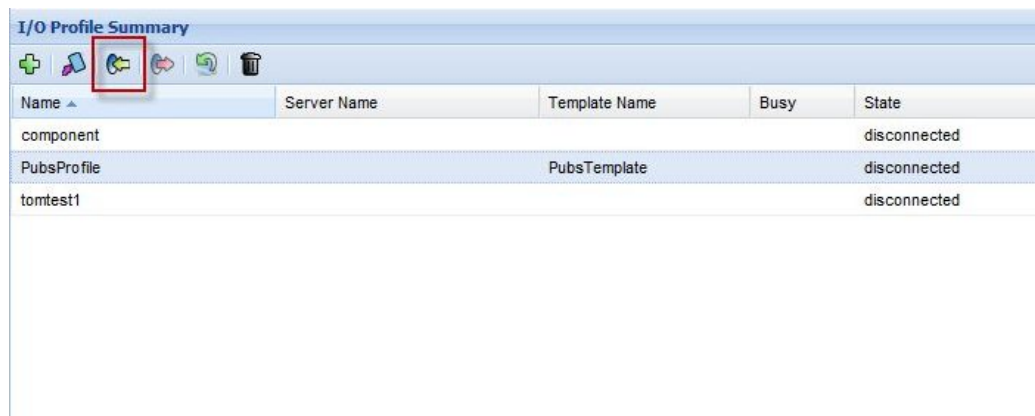 I/O Profile Summary
Name Server Name Template Name Busy State
component disconnected
PubsProfile PubsTemplate disconnected
tomtest1 disconnected